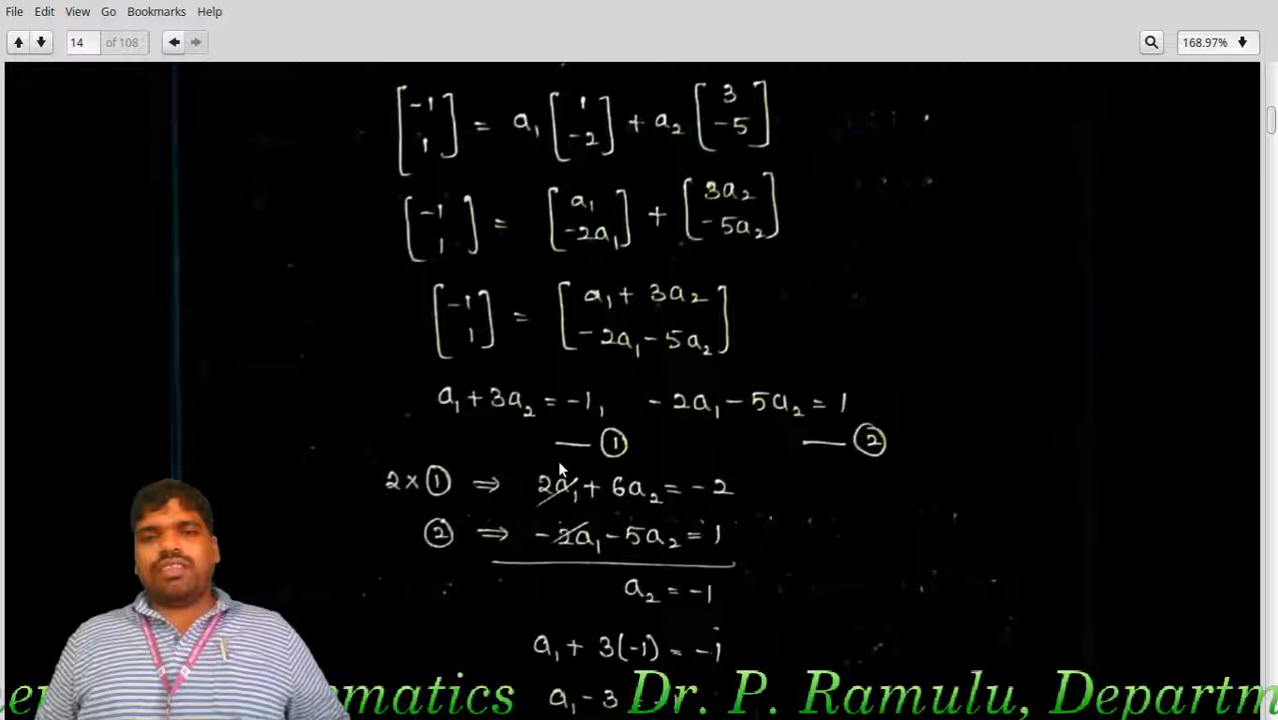 File Edit View Go Bookmarks Help
14 of 108 168.97%
[-1 1] = a₁ [1 -2] + a₂ [3 -5]
[-1 1] = [a₁ -2a₁] + [3a₂ -5a₂]
[-1 1] = [a₁ + 3a₂ -2a₁ - 5a₂]
a₁ + 3a₂ = -1, -2a₁ - 5a₂ = 1
— ① — ②
2 × ① ⇒ 2a₁ + 6a₂ = -2
② ⇒ -2a₁ - 5a₂ = 1
a₂ = -1
a₁ + 3(-1) = -1
a₁ - 3
matics Dr. P. Ramulu, Departm